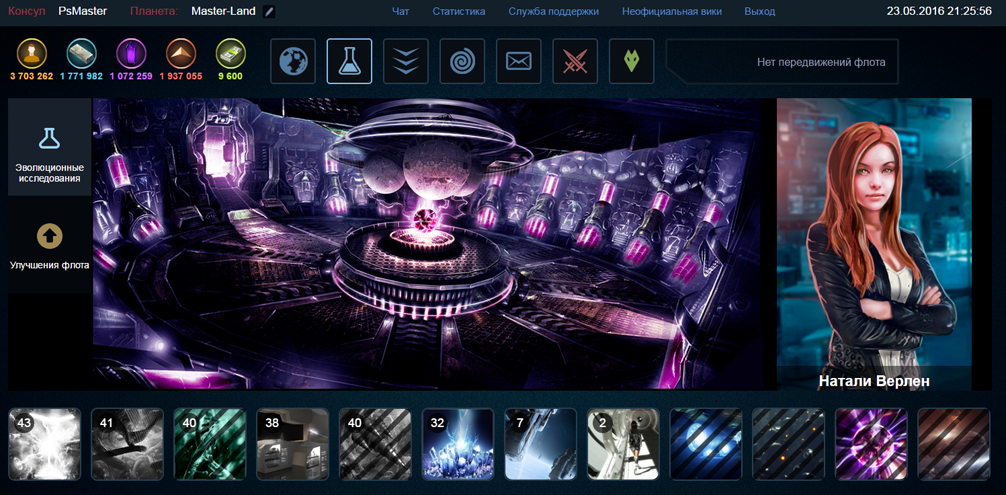 Консул PsMaster Планета: Master-Land Чат Статистика Служба поддержки Неофициальная вики Выход 23.05.2016 21:25:56
3 703 262 1 771 982 1 072 259 1 937 055 9 600
Нет передвижений флота
Эволюционные
исследования
Улучшения флота
Натали Верлен
43 41 40 38 40 32 7 2